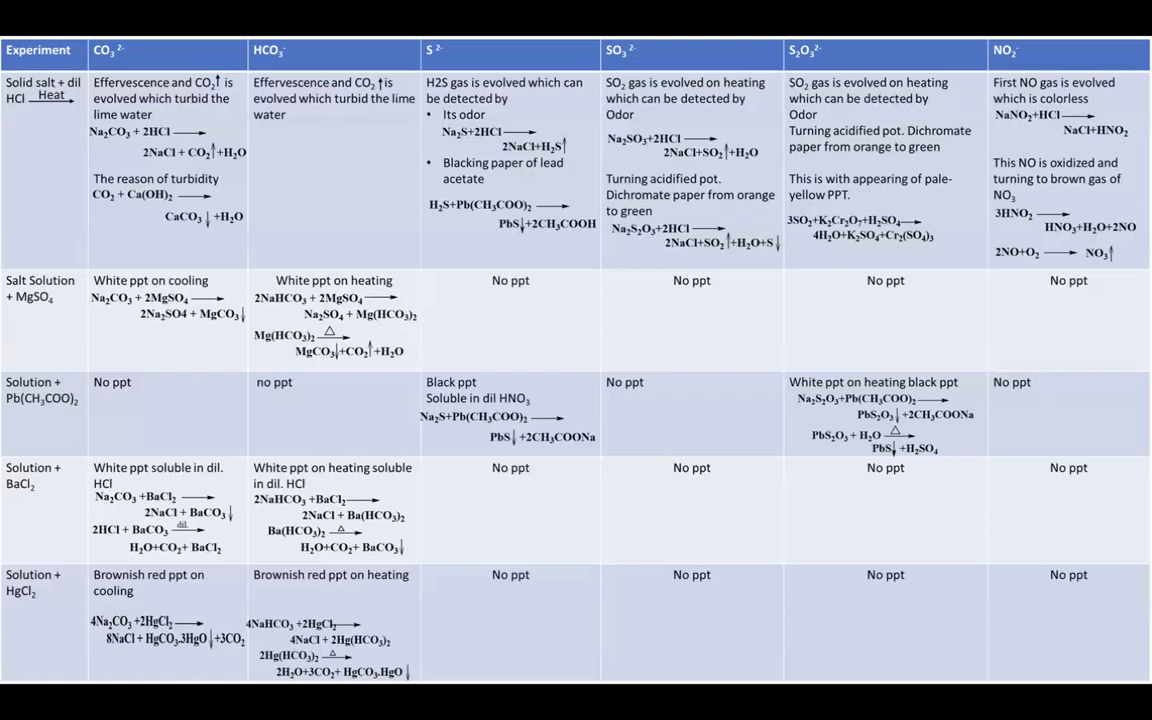 Experiment
CO₃ ²⁻
HCO₃⁻
S ²⁻
SO₃ ²⁻
S₂O₃²⁻
NO₂⁻
Solid salt + dil
HCl Heat
Effervescence and CO₂↑ is
evolved which turbid the
lime water
Na₂CO₃ + 2HCl ⟶
2NaCl + CO₂↑+H₂O
The reason of turbidity
CO₂ + Ca(OH)₂ ⟶
CaCO₃ ↓ +H₂O
Effervescence and CO₂ ↑is
evolved which turbid the lime
water
H2S gas is evolved which can
be detected by
• Its odor
Na₂S+2HCl⟶
2NaCl+H₂S↑
• Blacking paper of lead
acetate
H₂S+Pb(CH₃COO)₂ ⟶
PbS↓+2CH₃COOH
SO₂ gas is evolved on heating
which can be detected by
Odor
Na₂SO₃+2HCl ⟶
2NaCl+SO₂↑+H₂O
Turning acidified pot.
Dichromate paper from orange
to green
Na₂S₂O₃+2HCl ⟶
2NaCl+SO₂↑+H₂O+S↓
SO₂ gas is evolved on heating
which can be detected by
Odor
Turning acidified pot. Dichromate
paper from orange to green
This is with appearing of pale-
yellow PPT.
3SO₂+K₂Cr₂O₇+H₂SO₄⟶
4H₂O+K₂SO₄+Cr₂(SO₄)₃
First NO gas is evolved
which is colorless
NaNO₂+HCl ⟶
NaCl+HNO₂
This NO is oxidized and
turning to brown gas of
NO₃
3HNO₂ ⟶
HNO₃+H₂O+2NO
2NO+O₂ ⟶ NO₃↑
Salt Solution
+ MgSO₄
White ppt on cooling
Na₂CO₃ + 2MgSO₄ ⟶
2Na₂SO4 + MgCO₃↓
White ppt on heating
2NaHCO₃ + 2MgSO₄⟶
Na₂SO₄ + Mg(HCO₃)₂
Mg(HCO₃)₂ △⟶
MgCO₃↓+CO₂↑+H₂O
No ppt
No ppt
No ppt
No ppt
Solution +
Pb(CH₃COO)₂
No ppt
no ppt
Black ppt
Soluble in dil HNO₃
Na₂S+Pb(CH₃COO)₂ ⟶
PbS↓ +2CH₃COONa
No ppt
White ppt on heating black ppt
Na₂S₂O₃+Pb(CH₃COO)₂⟶
PbS₂O₃↓ +2CH₃COONa
PbS₂O₃ + H₂O △⟶
PbS↓ +H₂SO₄
No ppt
Solution +
BaCl₂
White ppt soluble in dil.
HCl
Na₂CO₃ +BaCl₂ ⟶
2NaCl + BaCO₃↓
2HCl + BaCO₃ dil.⟶
H₂O+CO₂+ BaCl₂
White ppt on heating soluble
in dil. HCl
2NaHCO₃ +BaCl₂⟶
2NaCl + Ba(HCO₃)₂
Ba(HCO₃)₂ △⟶
H₂O+CO₂+ BaCO₃↓
No ppt
No ppt
No ppt
No ppt
Solution +
HgCl₂
Brownish red ppt on
cooling
4Na₂CO₃ +2HgCl₂⟶
8NaCl + HgCO₃.3HgO↓+3CO₂
Brownish red ppt on heating
4NaHCO₃ +2HgCl₂⟶
4NaCl + 2Hg(HCO₃)₂
2Hg(HCO₃)₂ △⟶
2H₂O+3CO₂+ HgCO₃.HgO↓
No ppt
No ppt
No ppt
No ppt